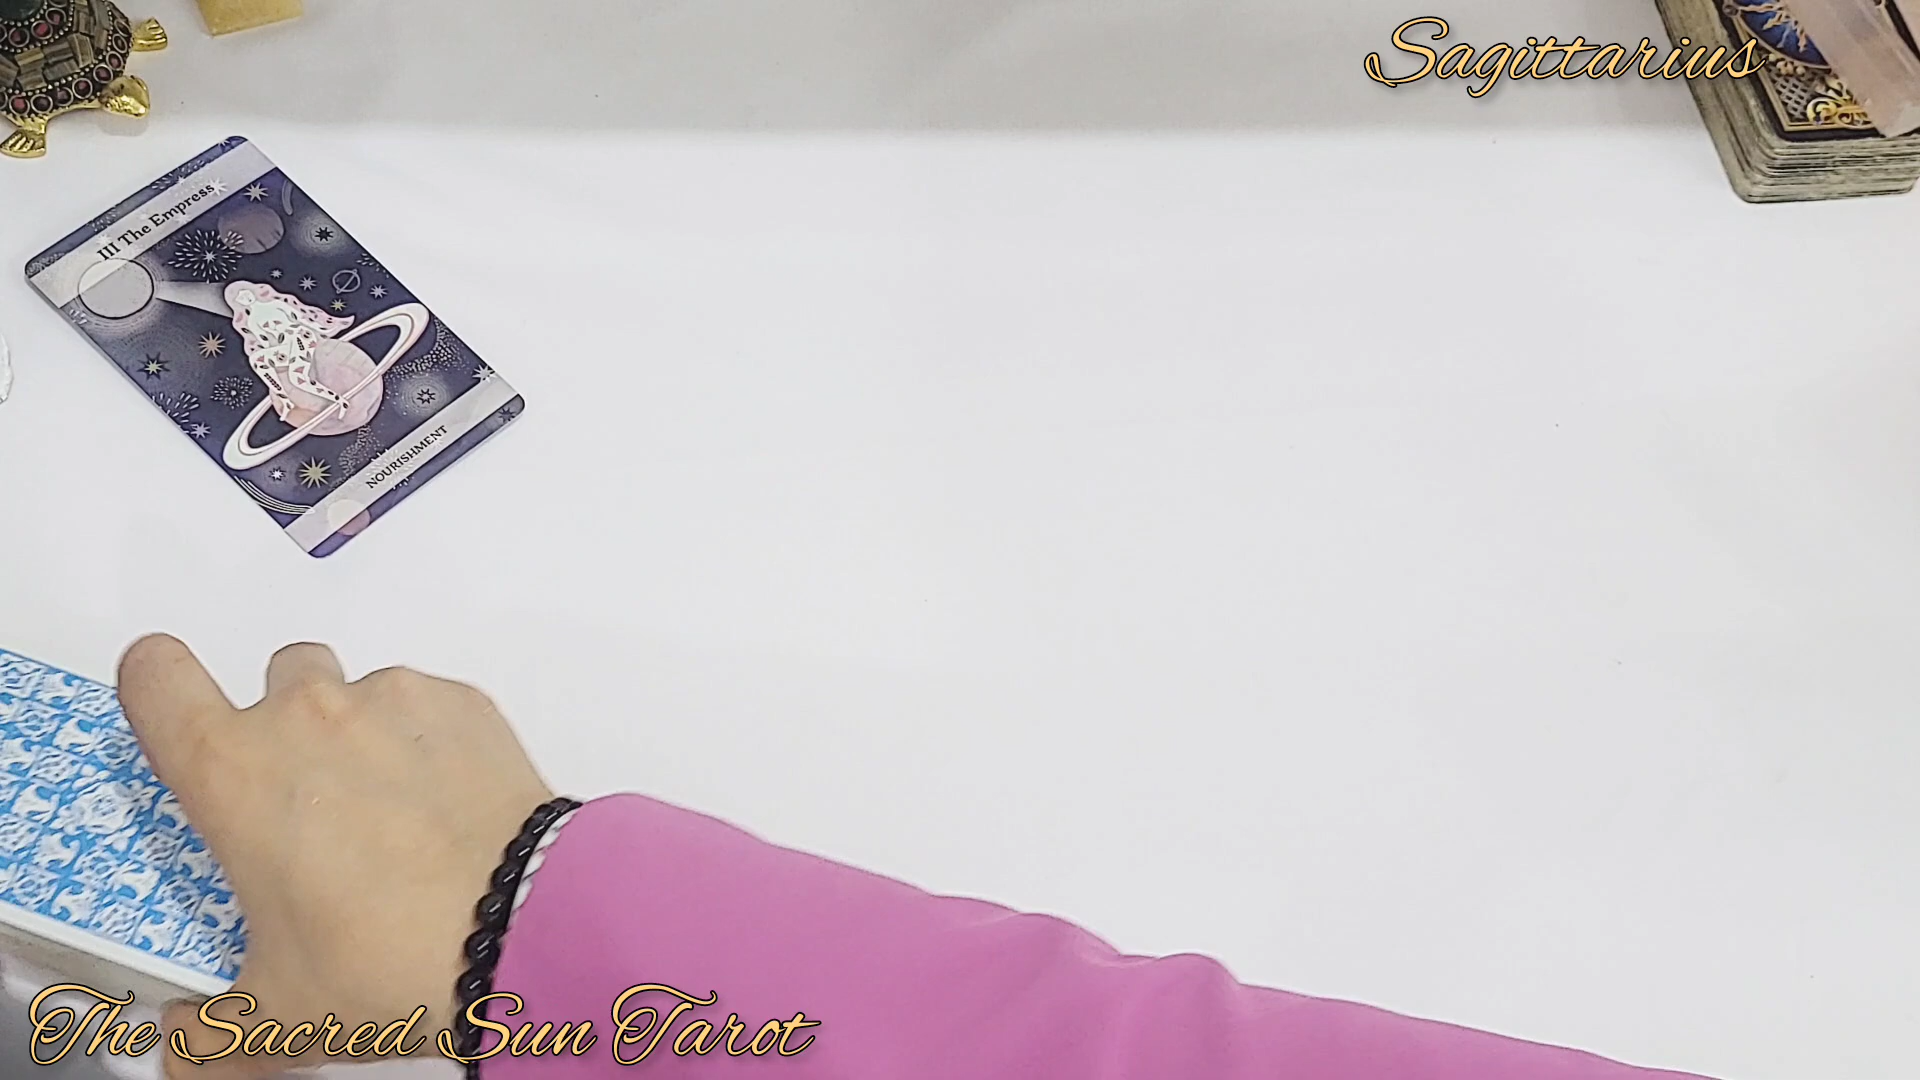 Sagittarius
III The Empress
NOURISHMENT
The Sacred Sun Tarot